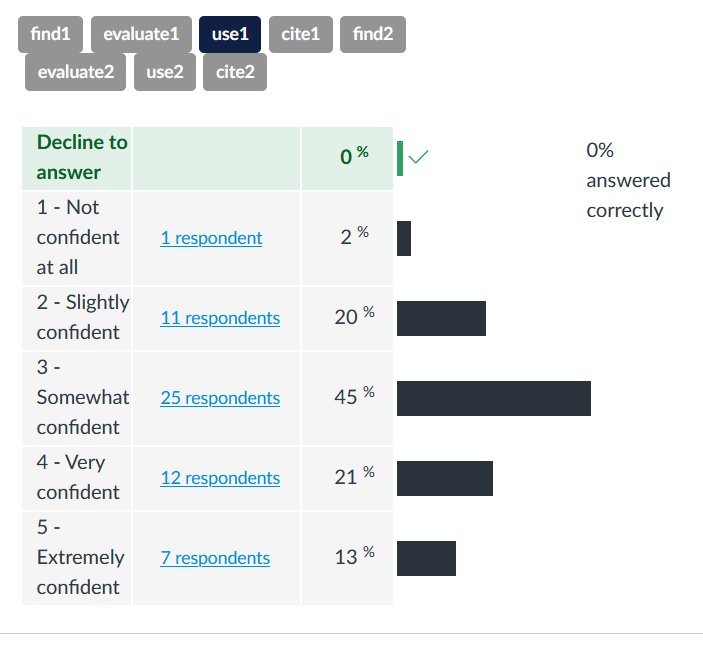 find1 evaluate1 use1 cite1 find2
evaluate2 use2 cite2
Decline to
answer
0 %
0%
answered
correctly
1 - Not
confident
at all
1 respondent
2 %
2 - Slightly
confident
11 respondents
20 %
3 -
Somewhat
confident
25 respondents
45 %
4 - Very
confident
12 respondents
21 %
5 -
Extremely
confident
7 respondents
13 %